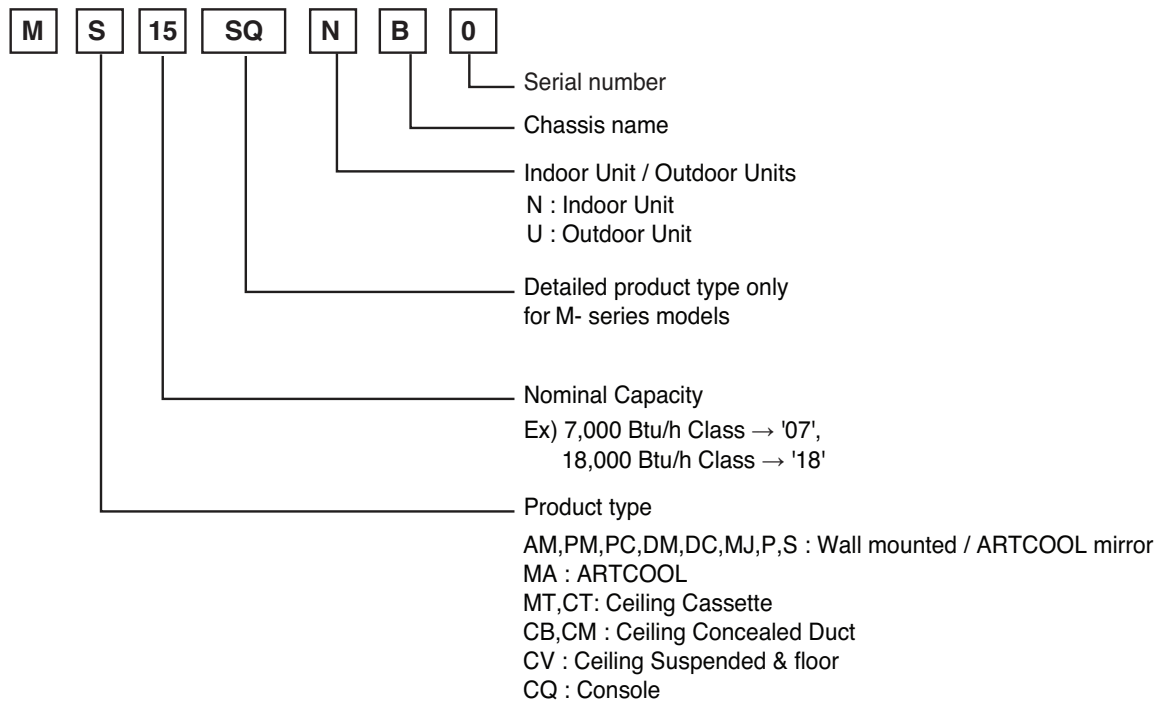 M S 15 SQ N B 0
Serial number
Chassis name
Indoor Unit / Outdoor Units
N : Indoor Unit
U : Outdoor Unit
Detailed product type only
for M- series models
Nominal Capacity
Ex) 7,000 Btu/h Class → '07',
18,000 Btu/h Class → '18'
Product type
AM,PM,PC,DM,DC,MJ,P,S : Wall mounted / ARTCOOL mirror
MA : ARTCOOL
MT,CT: Ceiling Cassette
CB,CM : Ceiling Concealed Duct
CV : Ceiling Suspended & floor
CQ : Console